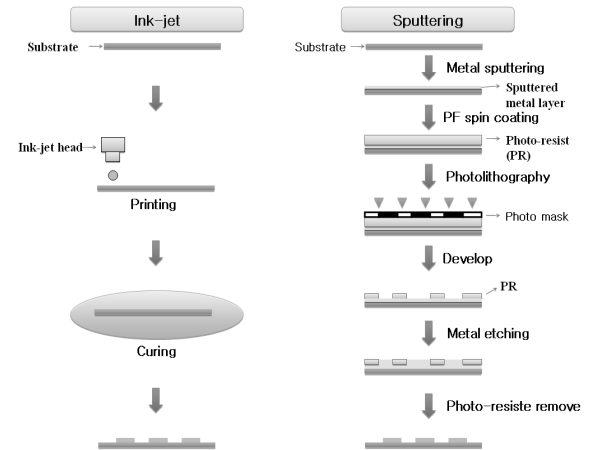 Ink-jet
Substrate
Ink-jet head
Printing
Curing
Sputtering
Substrate
Metal sputtering
Sputtered
metal layer
PF spin coating
Photo-resist
(PR)
Photolithography
Photo mask
Develop
PR
Metal etching
Photo-resiste remove